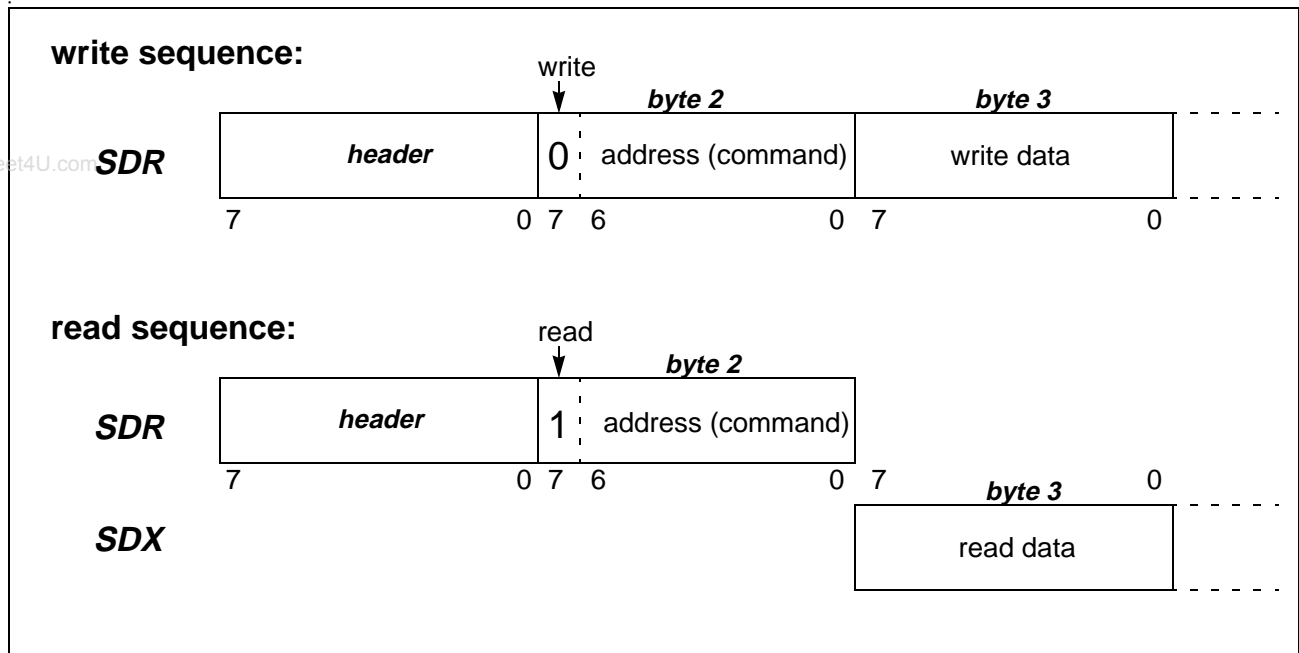 write sequence:
write
byte 2 byte 3
eet4U.com SDR header 0 address (command) write data
7 0 7 6 0 7 0
read sequence:
read
byte 2
SDR header 1 address (command)
7 0 7 6 0 7 0
byte 3
SDX read data